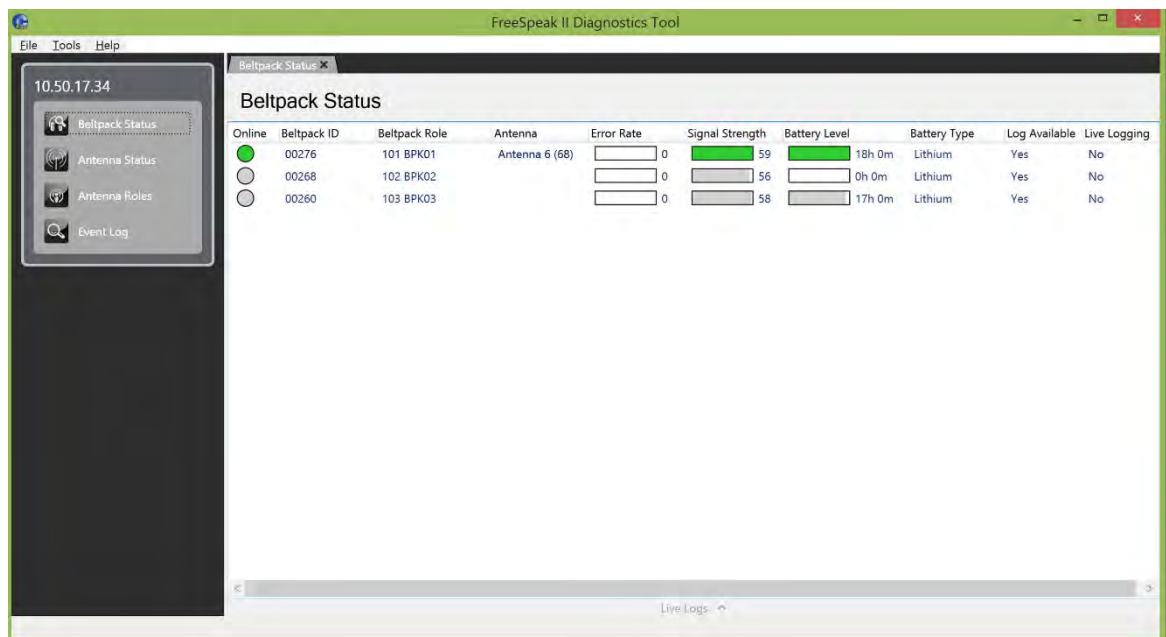 FreeSpeak II Diagnostics Tool
File Tools Help
10.50.17.34
Beltpack Status
Antenna Status
Antenna Roles
Event Log
Beltpack Status
Beltpack Status
Online Beltpack ID Beltpack Role Antenna Error Rate Signal Strength Battery Level Battery Type Log Available Live Logging
00276 101 BPK01 Antenna 6 (68) 0 59 18h 0m Lithium Yes No
00268 102 BPK02 0 56 0h 0m Lithium Yes No
00260 103 BPK03 0 58 17h 0m Lithium Yes No
Live Logs